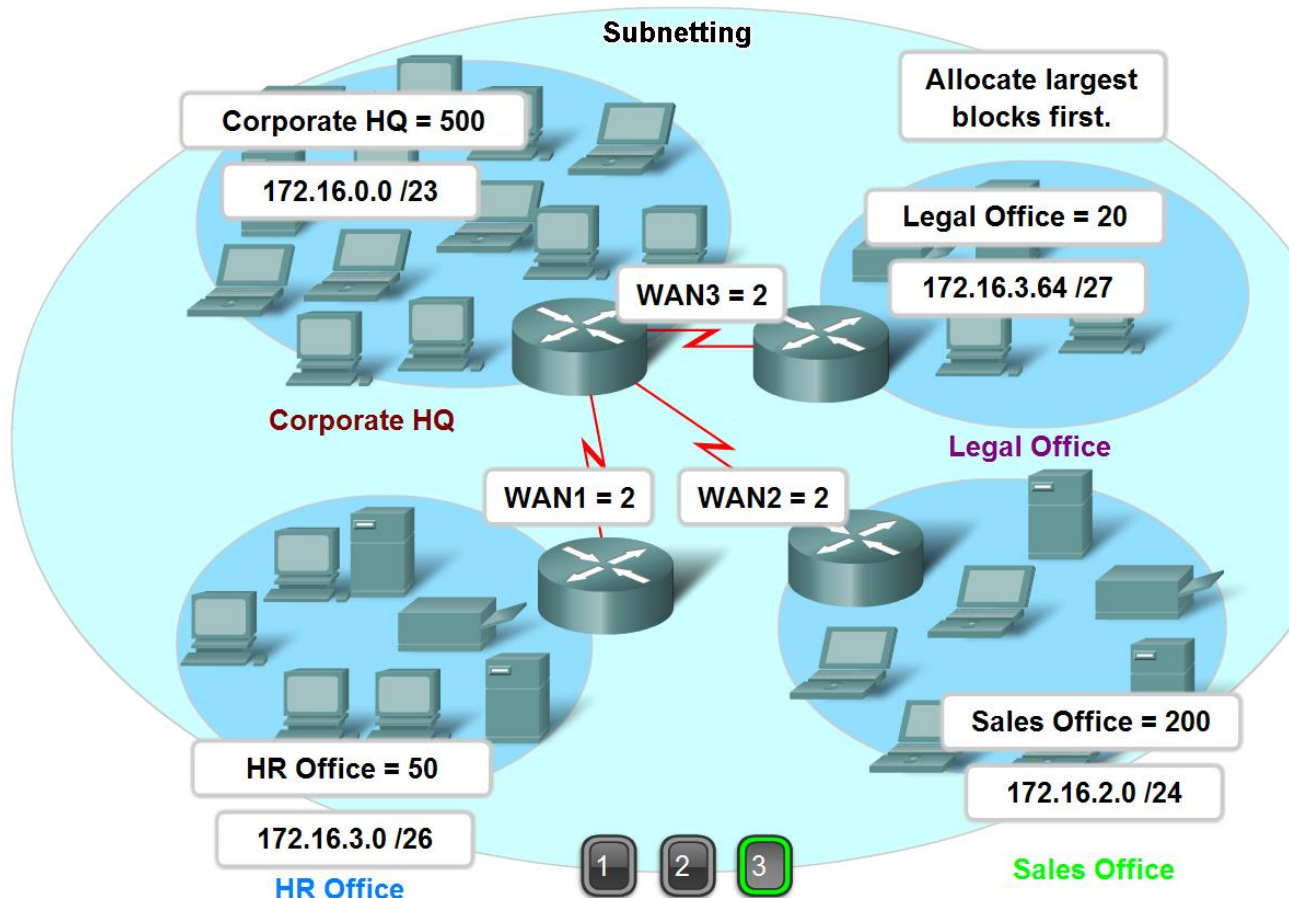 Subnetting
Allocate largest
blocks first.
Corporate HQ = 500
172.16.0.0 /23
Legal Office = 20
172.16.3.64 /27
WAN3 = 2
Corporate HQ
Legal Office
WAN1 = 2
WAN2 = 2
HR Office = 50
172.16.3.0 /26
HR Office
Sales Office = 200
172.16.2.0 /24
Sales Office
1
2
3